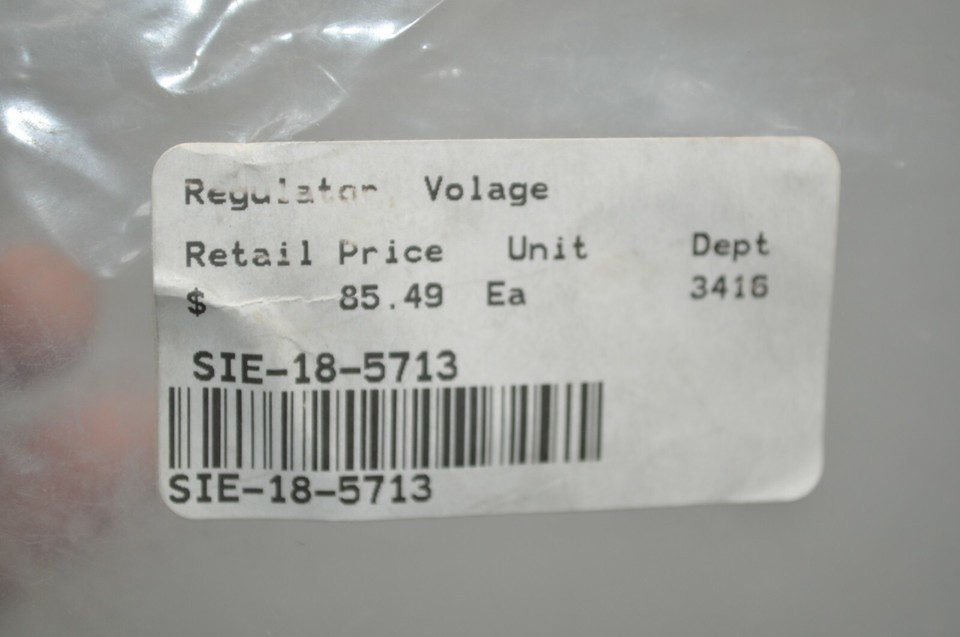 Regulator, Volage
Retail Price Unit Dept
$ 85.49 Ea 3416
SIE-18-5713
SIE-18-5713